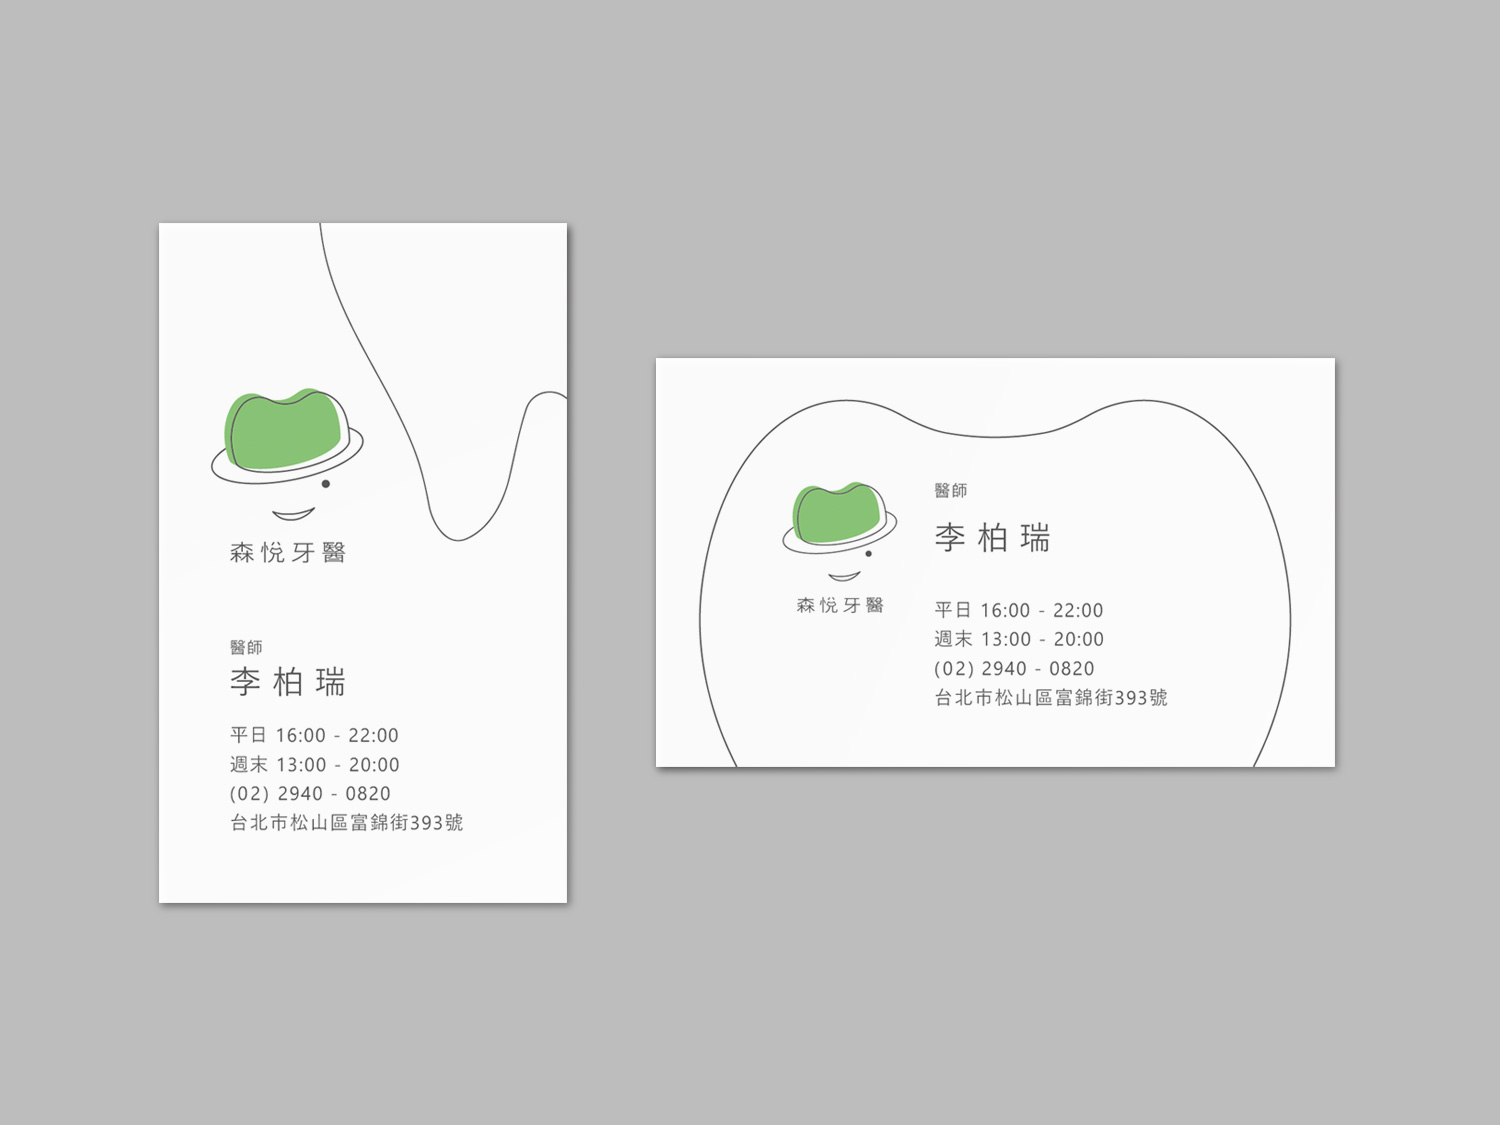 森悅牙醫
醫師
李柏瑞
平日 16:00 - 22:00
週末 13:00 - 20:00
(02) 2940 - 0820
台北市松山區富錦街393號
醫師
李柏瑞
森悅牙醫
平日 16:00 - 22:00
週末 13:00 - 20:00
(02) 2940 - 0820
台北市松山區富錦街393號